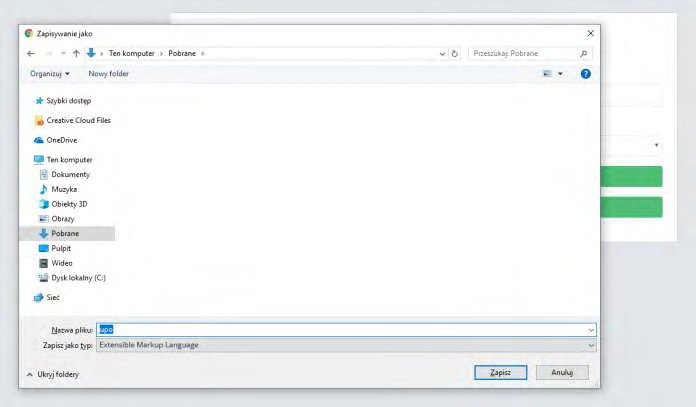 Zapisywanie jako
Ten komputer › Pobrane ›
Przeszukaj: Pobrane
Organizuj
Nowy folder
Szybki dostęp
Creative Cloud Files
OneDrive
Ten komputer
Dokumenty
Muzyka
Obiekty 3D
Obrazy
Pobrane
Pulpit
Wideo
Dysk lokalny (C:)
Sieć
Nazwa pliku: upo
Zapisz jako typ: Extensible Markup Language
Ukryj foldery
Zapisz
Anuluj